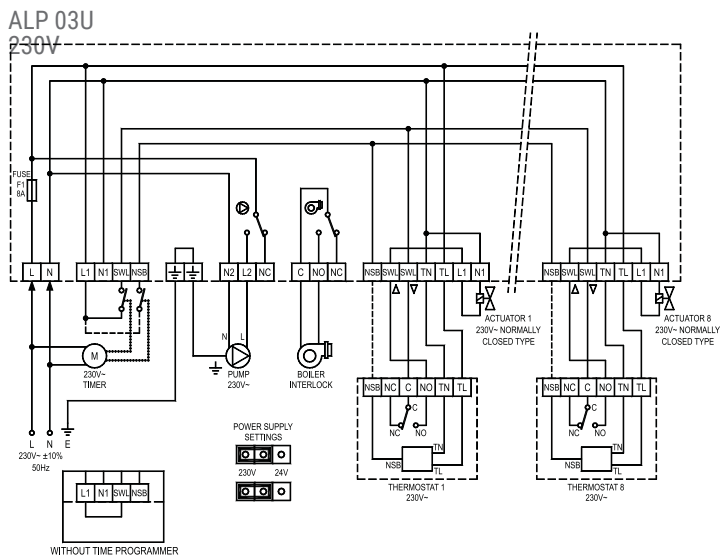 ALP 03U
230V
FUSE
F1
8A
L N L1 N1 SWL NSB N2 L2 NC C NO NC NSB SWL SWL TN TL L1 N1 NSB SWL SWL TN TL L1 N1
ACTUATOR 1
230V~ NORMALLY
CLOSED TYPE
ACTUATOR 8
230V~ NORMALLY
CLOSED TYPE
M
230V~
TIMER
N L
PUMP
230V~
BOILER
INTERLOCK
NSB NC C NO TN TL
C
NC NO
TN
NSB
TL
THERMOSTAT 1
230V~
NSB NC C NO TN TL
C
NC NO
TN
NSB
TL
THERMOSTAT 8
230V~
L N E
230V~ ±10%
50Hz
POWER SUPPLY
SETTINGS
230V 24V
L1 N1 SWL NSB
WITHOUT TIME PROGRAMMER